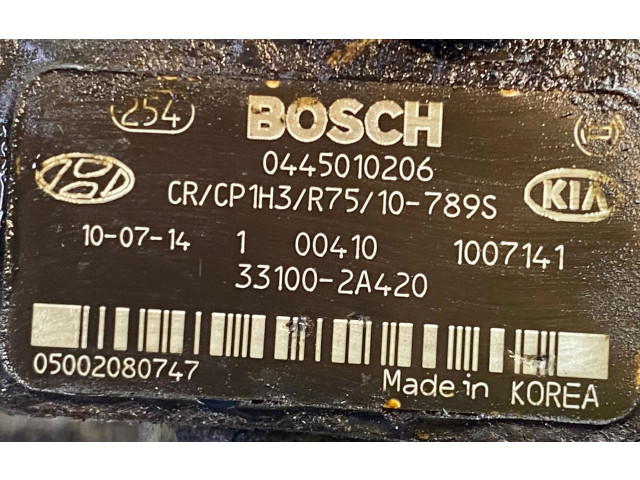 254 BOSCH
0445010206
CR/CP1H3/R75/10-789S KIA
10-07-14 1 00410 1007141
33100-2A420
05002080747 Made in KOREA